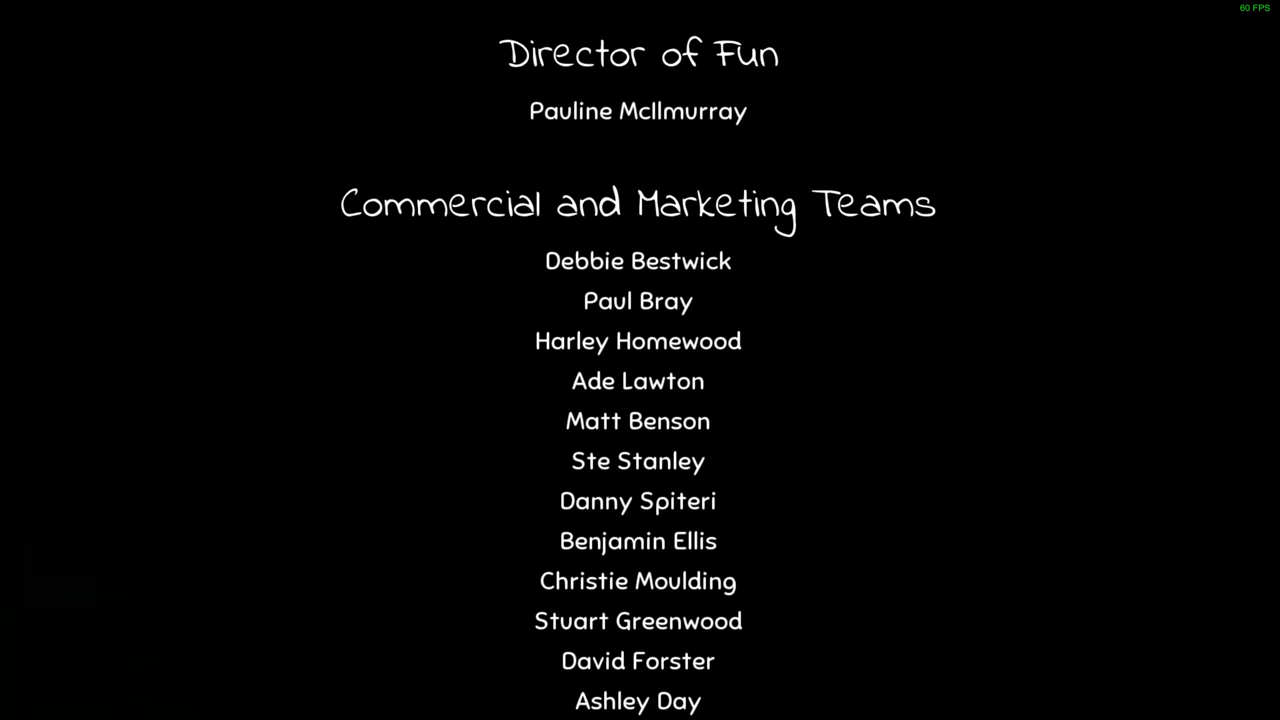 60 FPS
Director of Fun
Pauline McIlmurray
Commercial and Marketing Teams
Debbie Bestwick
Paul Bray
Harley Homewood
Ade Lawton
Matt Benson
Ste Stanley
Danny Spiteri
Benjamin Ellis
Christie Moulding
Stuart Greenwood
David Forster
Ashley Day